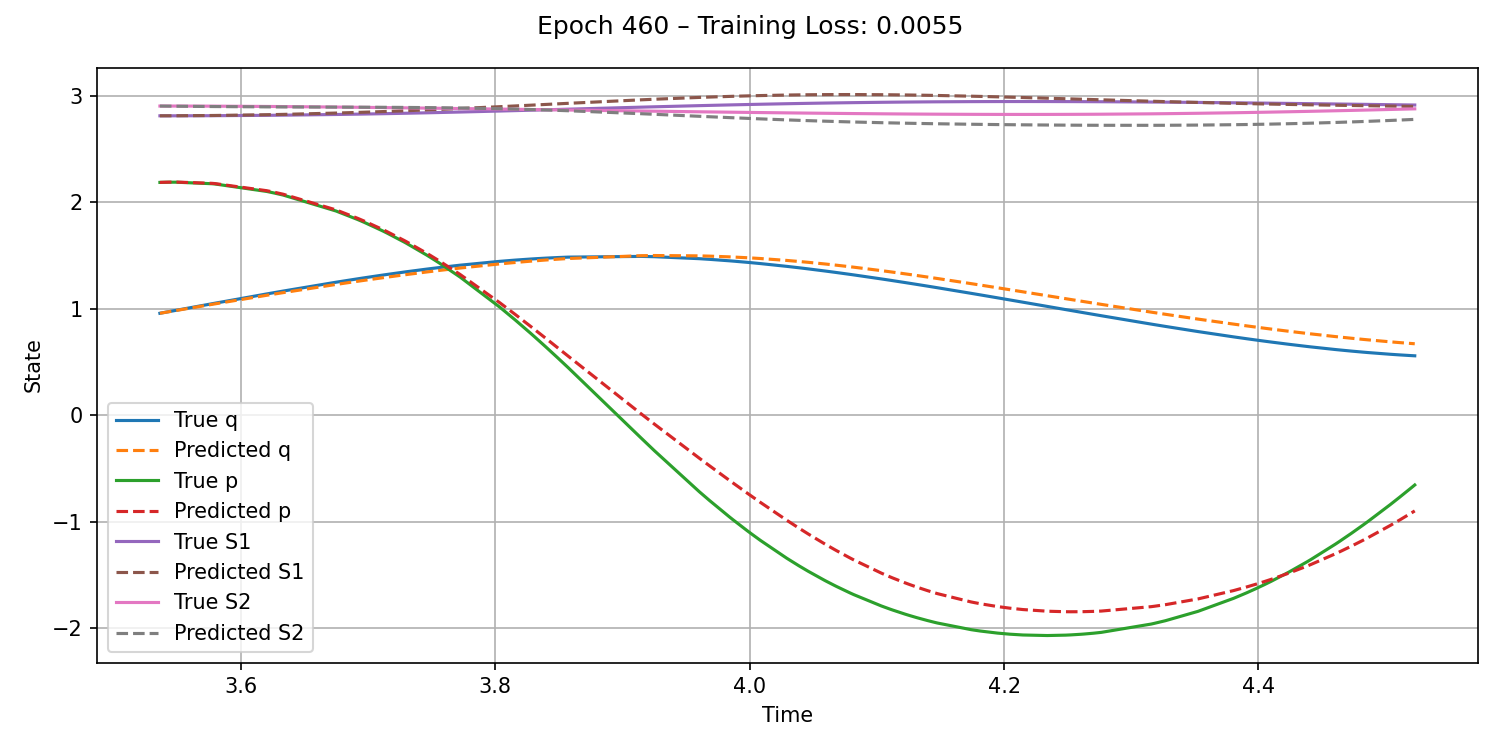 Epoch 460 – Training Loss: 0.0055
State
3
2
1
0
−1
−2
True q
Predicted q
True p
Predicted p
True S1
Predicted S1
True S2
Predicted S2
3.6 3.8 4.0 4.2 4.4
Time